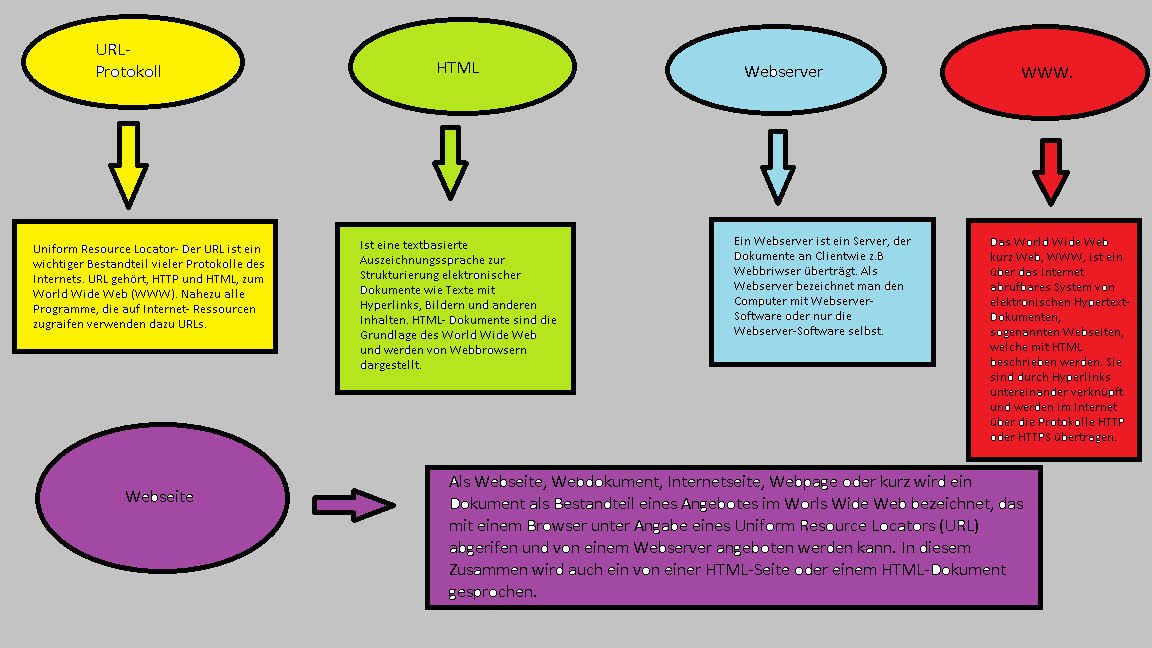 URL-
Protokoll
HTML
Webserver
WWW.
Uniform Resource Locator- Der URL ist ein
wichtiger Bestandteil vieler Protokolle des
Internets. URL gehört, HTTP und HTML, zum
World Wide Web (WWW). Nahezu alle
Programme, die auf Internet- Ressourcen
zugraifen verwenden dazu URLs.
Ist eine textbasierte
Auszeichnungssprache zur
Strukturierung elektronischer
Dokumente wie Texte mit
Hyperlinks, Bildern und anderen
Inhalten. HTML- Dokumente sind die
Grundlage des World Wide Web
und werden von Webbrowsern
dargestellt.
Ein Webserver ist ein Server, der
Dokumente an Clientwie z.B
Webbriwser überträgt. Als
Webserver bezeichnet man den
Computer mit Webserver-
Software oder nur die
Webserver-Software selbst.
Das World Wide Web
kurz Web, WWW, ist ein
über das Internet
abrufbares System von
elektronischen Hypertext-
Dokumenten,
sogenannten Webseiten,
welche mit HTML
beschrieben werden. Sie
sind durch Hyperlinks
untereinander verknüpft
und werden im Internet
über die Protokolle HTTP
oder HTTPS übertragen.
Webseite
Als Webseite, Webdokument, Internetseite, Webpage oder kurz wird ein
Dokument als Bestandteil eines Angebotes im Worls Wide Web bezeichnet, das
mit einem Browser unter Angabe eines Uniform Resource Locators (URL)
abgerifen und von einem Webserver angeboten werden kann. In diesem
Zusammen wird auch ein von einer HTML-Seite oder einem HTML-Dokument
gesprochen.